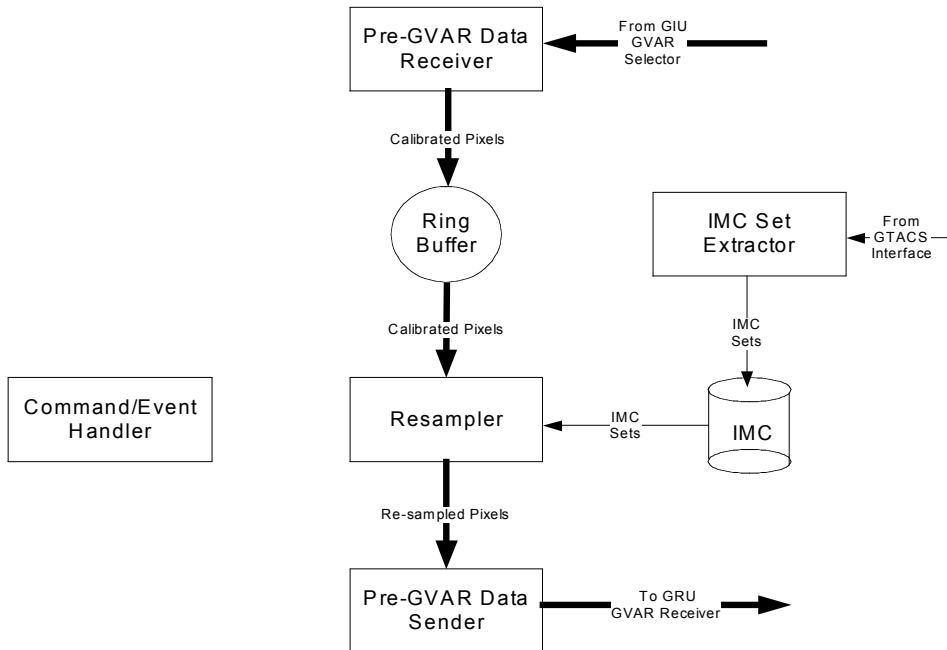 Pre-GVAR Data
Receiver
From GIU
GVAR
Selector
Calibrated Pixels
Ring
Buffer
IMC Set
Extractor
From
GTACS
Interface
Calibrated Pixels
IMC
Sets
Command/Event
Handler
Resampler
IMC
Sets
IMC
Re-sampled Pixels
Pre-GVAR Data
Sender
To GRU
GVAR Receiver